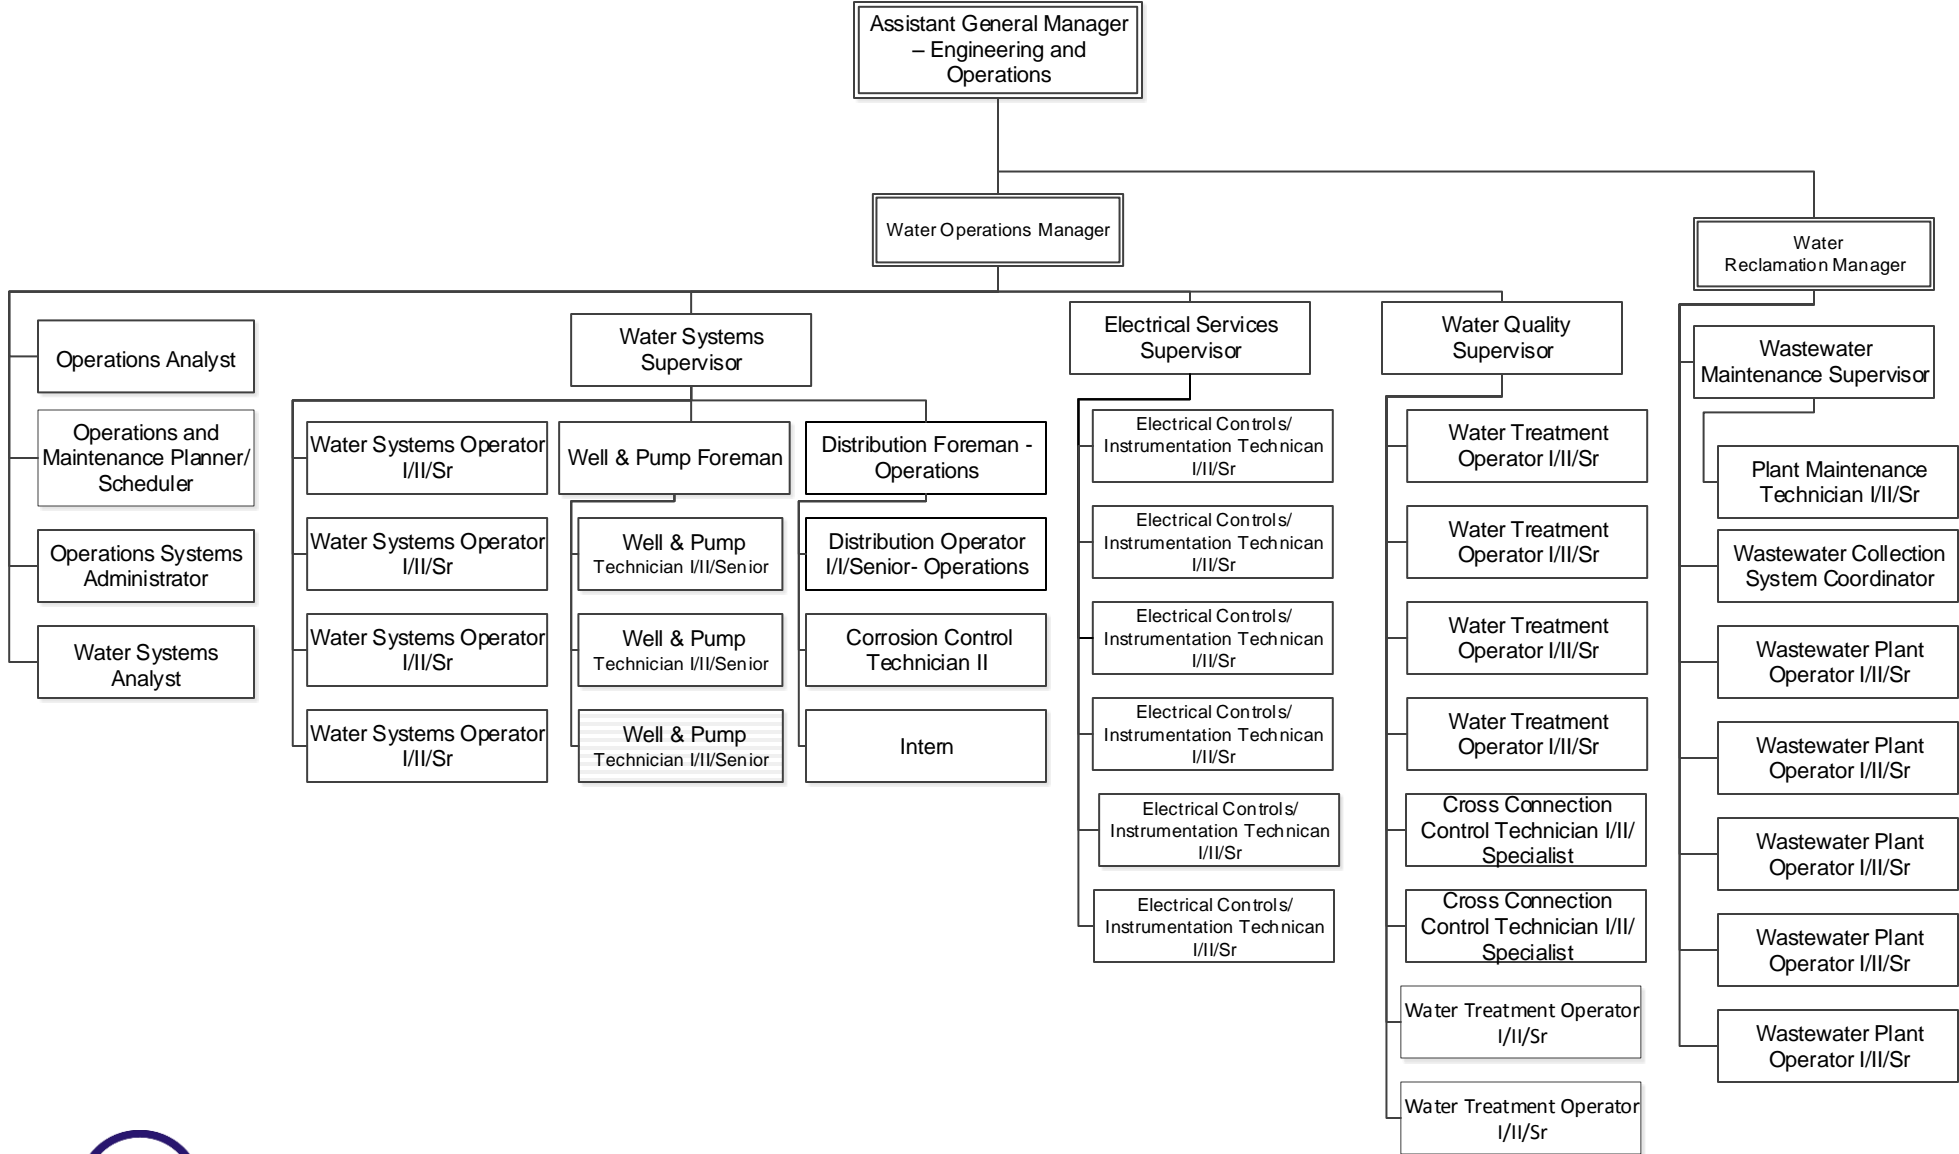 Assistant General Manager
– Engineering and
Operations
Water Operations Manager
Water
Reclamation Manager
Operations Analyst
Operations and
Maintenance Planner/
Scheduler
Operations Systems
Administrator
Water Systems
Analyst
Water Systems
Supervisor
Water Systems Operator
I/II/Sr
Water Systems Operator
I/II/Sr
Water Systems Operator
I/II/Sr
Water Systems Operator
I/II/Sr
Well & Pump Foreman
Well & Pump
Technician I/II/Senior
Well & Pump
Technician I/II/Senior
Well & Pump
Technician I/II/Senior
Distribution Foreman -
Operations
Distribution Operator
I/I/Senior- Operations
Corrosion Control
Technician II
Intern
Electrical Services
Supervisor
Electrical Controls/
Instrumentation Technican
I/II/Sr
Electrical Controls/
Instrumentation Technican
I/II/Sr
Electrical Controls/
Instrumentation Technican
I/II/Sr
Electrical Controls/
Instrumentation Technican
I/II/Sr
Electrical Controls/
Instrumentation Technican
I/II/Sr
Electrical Controls/
Instrumentation Technican
I/II/Sr
Water Quality
Supervisor
Water Treatment
Operator I/II/Sr
Water Treatment
Operator I/II/Sr
Water Treatment
Operator I/II/Sr
Water Treatment
Operator I/II/Sr
Cross Connection
Control Technician I/II/
Specialist
Cross Connection
Control Technician I/II/
Specialist
Water Treatment Operator
I/II/Sr
Water Treatment Operator
I/II/Sr
Wastewater
Maintenance Supervisor
Plant Maintenance
Technician I/II/Sr
Wastewater Collection
System Coordinator
Wastewater Plant
Operator I/II/Sr
Wastewater Plant
Operator I/II/Sr
Wastewater Plant
Operator I/II/Sr
Wastewater Plant
Operator I/II/Sr
Wastewater Plant
Operator I/II/Sr